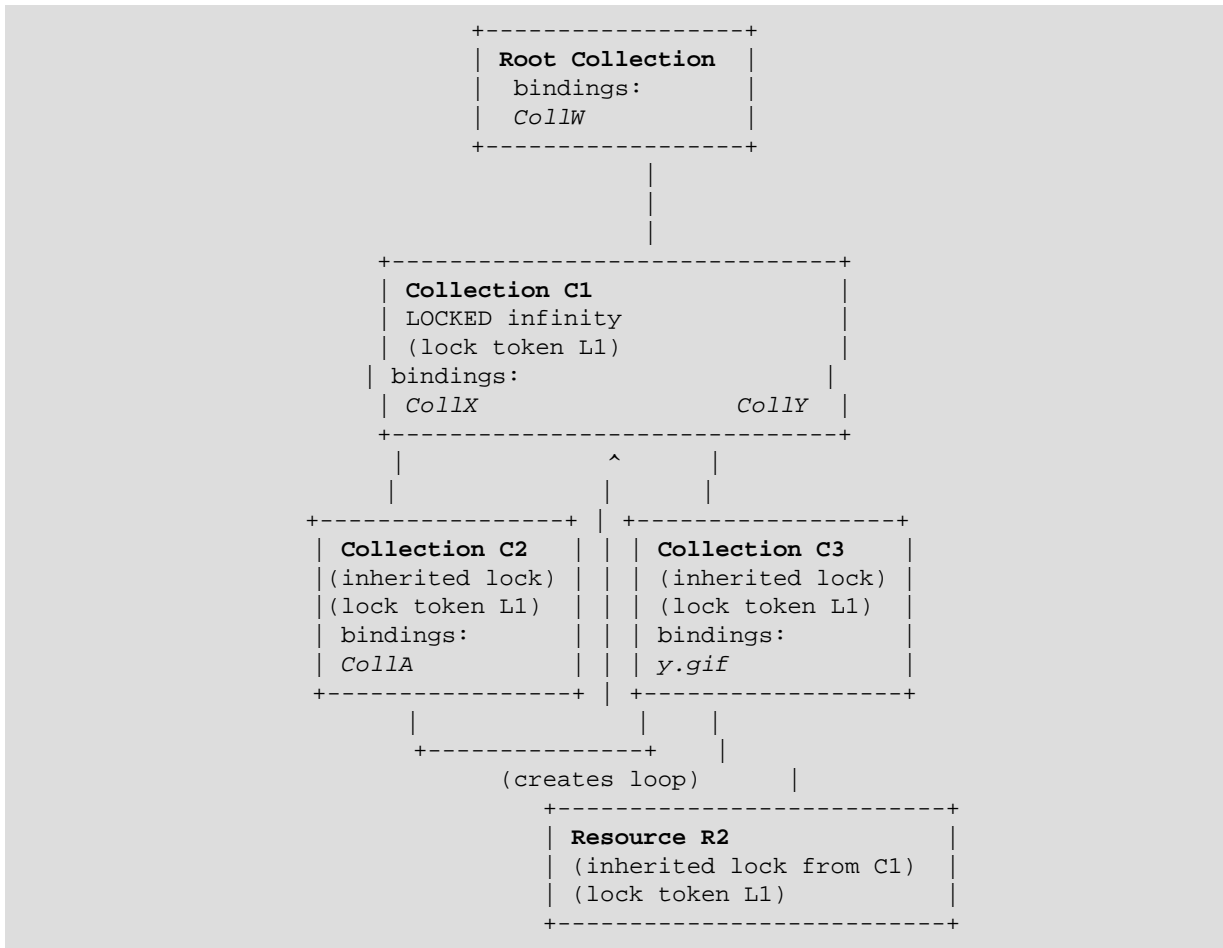 +------------------+
| Root Collection |
| bindings: |
| CollW |
+------------------+
|
|
|
+-------------------------------+
| Collection C1 |
| LOCKED infinity |
| (lock token L1) |
| bindings: |
| CollX CollY |
+-------------------------------+
| ^ |
| | |
+-----------------+ | +------------------+
| Collection C2 | | | Collection C3 |
|(inherited lock) | | | (inherited lock) |
|(lock token L1) | | | (lock token L1) |
| bindings: | | | bindings: |
| CollA | | | y.gif |
+-----------------+ | +------------------+
| | |
+---------------+ |
(creates loop) |
+---------------------------+
| Resource R2 |
| (inherited lock from C1) |
| (lock token L1) |
+---------------------------+